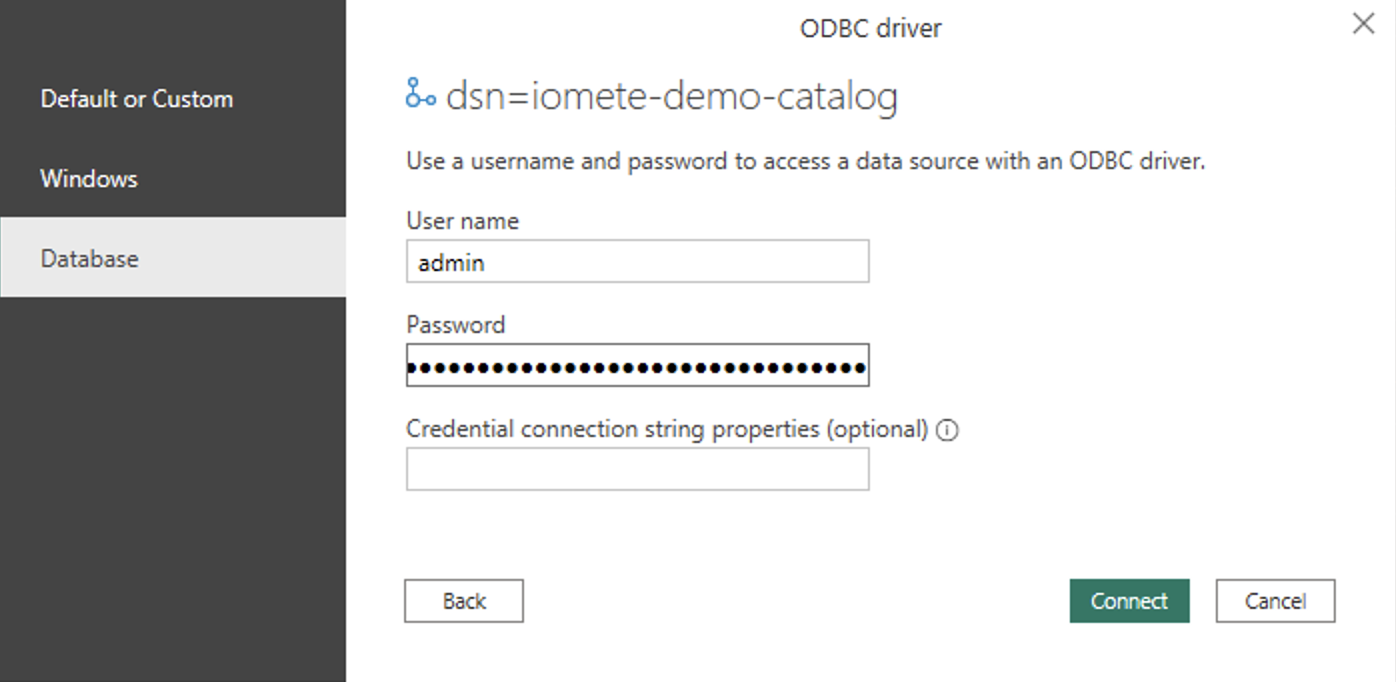 ODBC driver
Default or Custom
Windows
Database
dsn=iomete-demo-catalog
Use a username and password to access a data source with an ODBC driver.
User name
admin
Password
••••••••••••••••••••••••••••••••
Credential connection string properties (optional)
Back
Connect
Cancel